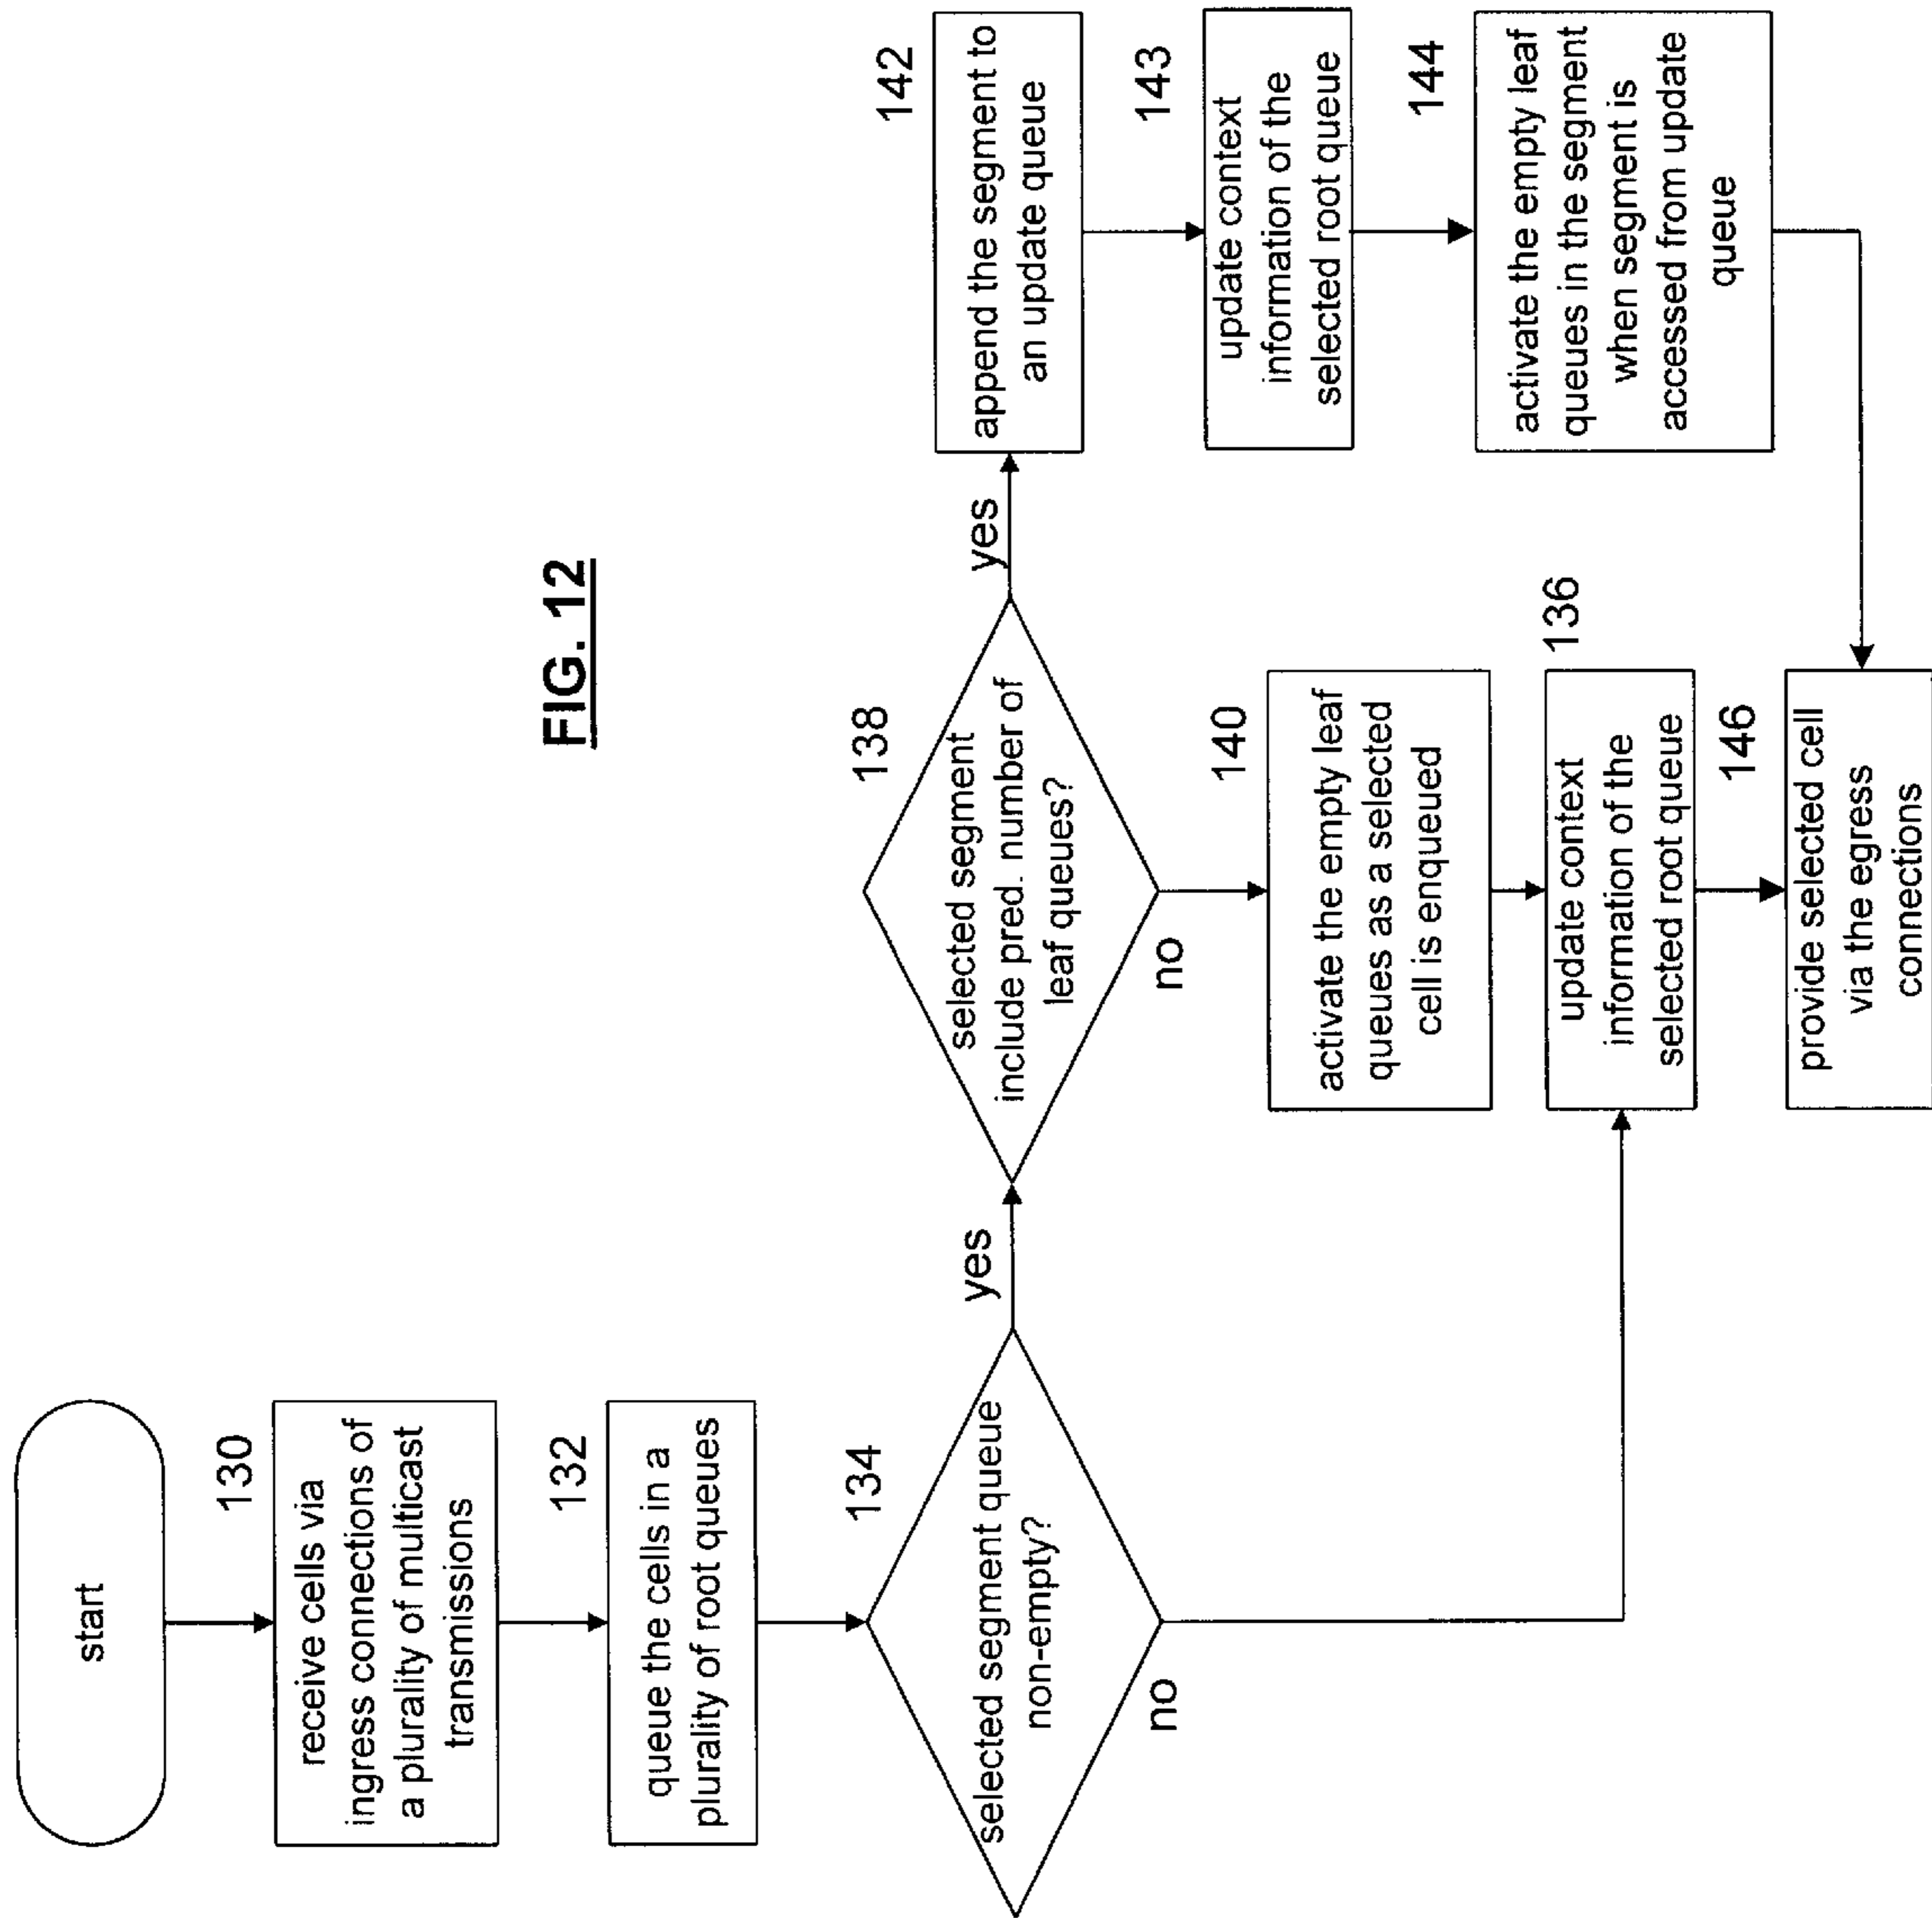 start
130
receive cells via
ingress connections of
a plurality of multicast
transmissions
132
queue the cells in a
plurality of root queues
134
selected segment queue
non-empty?
yes
no
138
selected segment
include pred. number of
leaf queues?
yes
no
140
activate the empty leaf
queues as a selected
cell is enqueued
136
update context
information of the
selected root queue
146
provide selected cell
via the egress
connections
142
append the segment to
an update queue
143
update context
information of the
selected root queue
144
activate the empty leaf
queues in the segment
when segment is
accessed from update
queue
FIG. 12